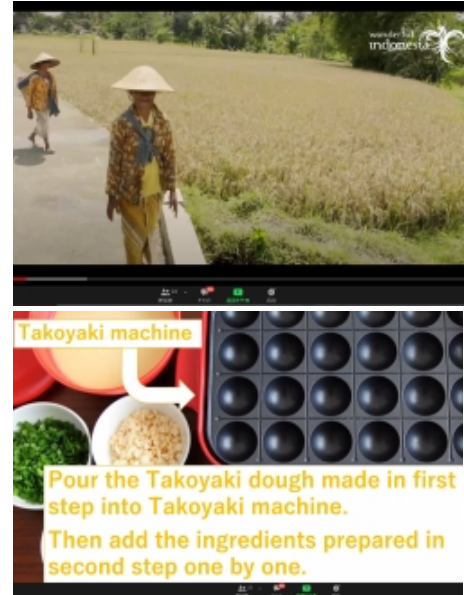 wonderful
indonesia
Takoyaki machine
Pour the Takoyaki dough made in first
step into Takoyaki machine.
Then add the ingredients prepared in
second step one by one.